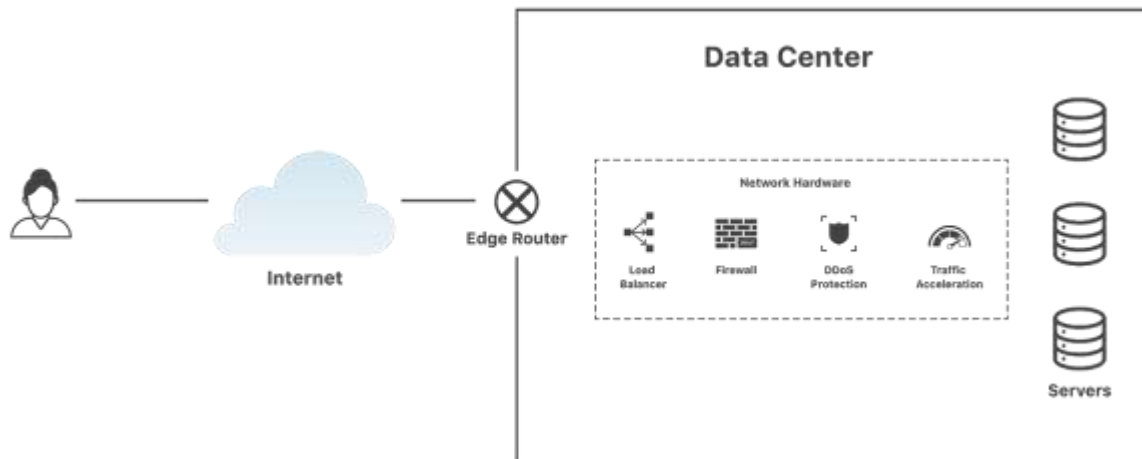 Data Center
Network Hardware
Edge Router
Internet
Load
Balancer
Firewall
DDoS
Protection
Traffic
Acceleration
Servers